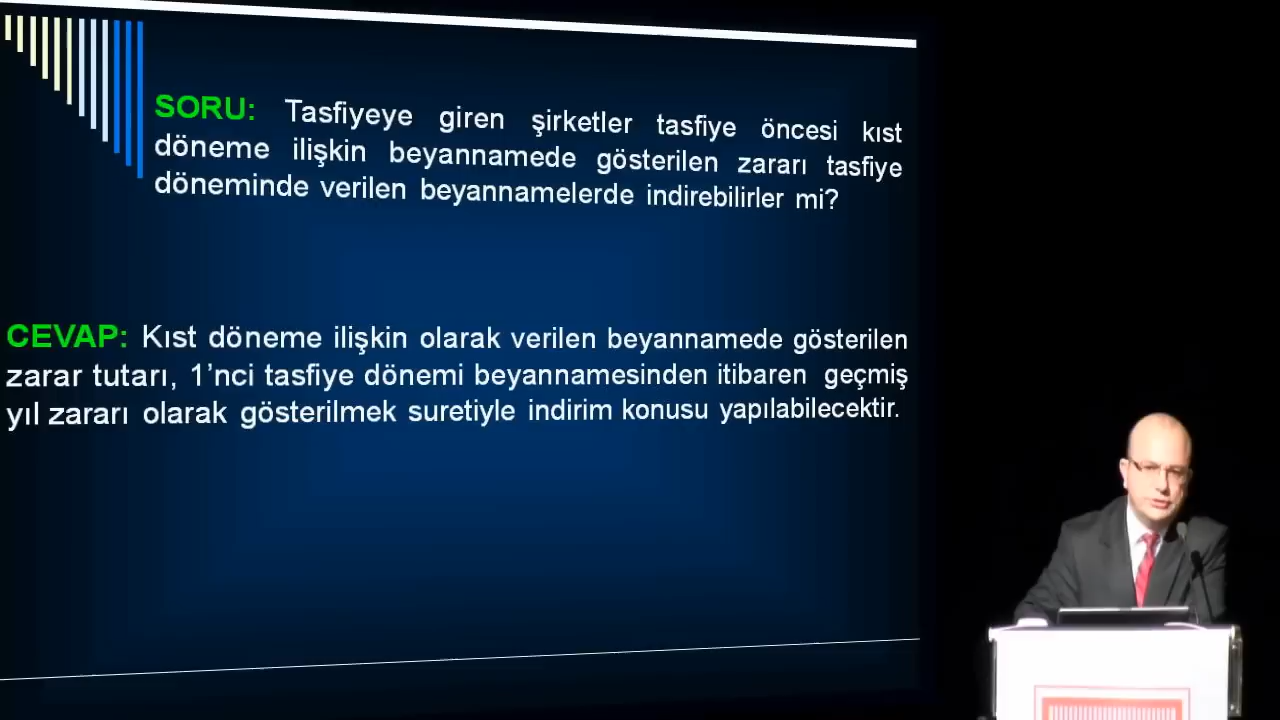 SORU: Tasfiyeye giren şirketler tasfiye öncesi kıst
döneme ilişkin beyannamede gösterilen zararı tasfiye
döneminde verilen beyannamelerde indirebilirler mi?
CEVAP: Kıst döneme ilişkin olarak verilen beyannamede gösterilen
zarar tutarı, 1’nci tasfiye dönemi beyannamesinden itibaren geçmiş
yıl zararı olarak gösterilmek suretiyle indirim konusu yapılabilecektir.